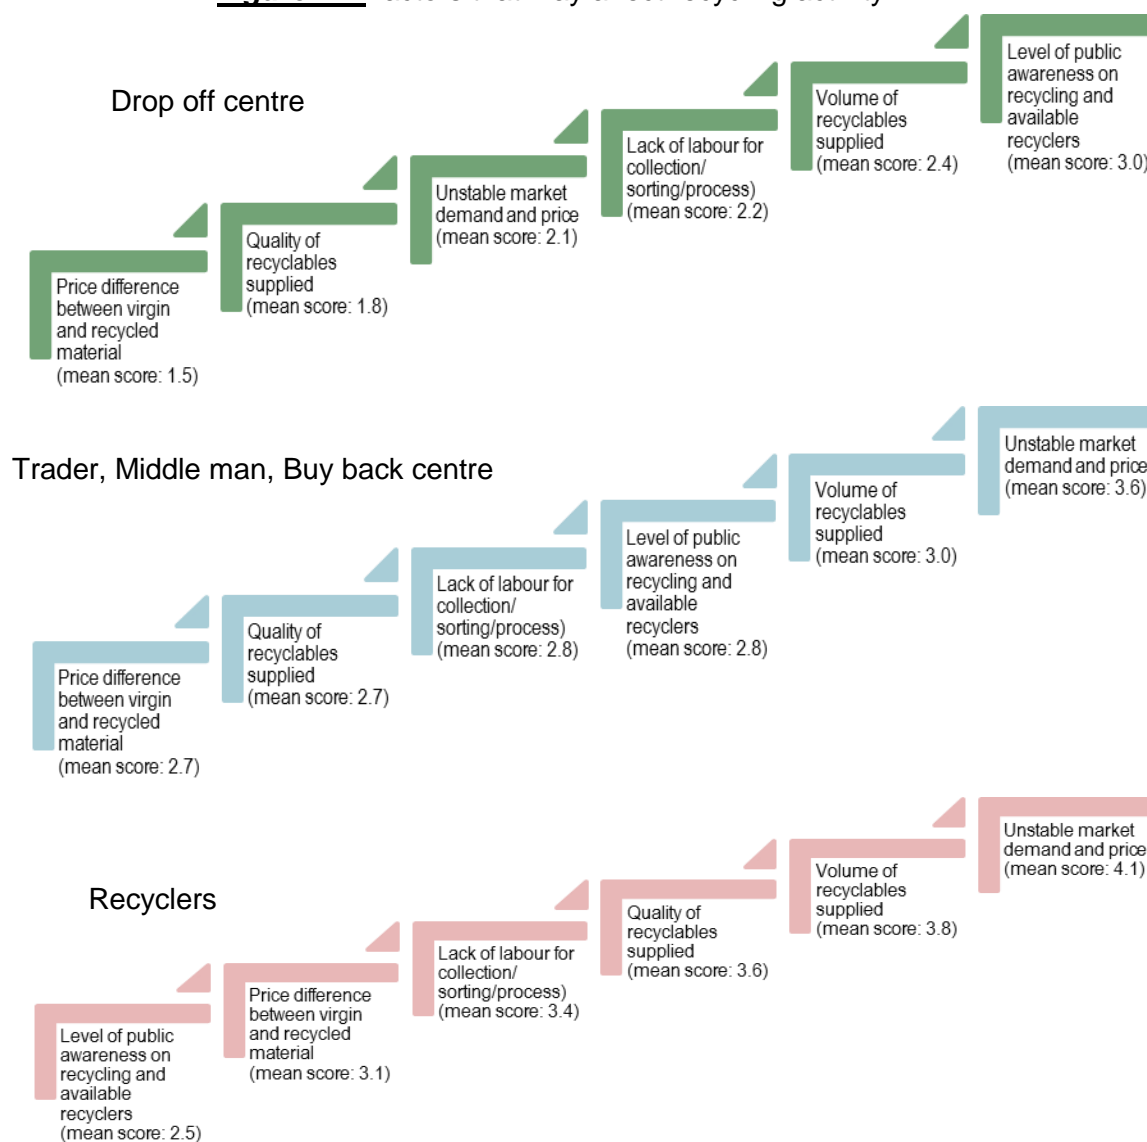 Drop off centre
Price difference
between virgin
and recycled
material
(mean score: 1.5)
Quality of
recyclables
supplied
(mean score: 1.8)
Unstable market
demand and price
(mean score: 2.1)
Lack of labour for
collection/
sorting/process)
(mean score: 2.2)
Volume of
recyclables
supplied
(mean score: 2.4)
Level of public
awareness on
recycling and
available
recyclers
(mean score: 3.0)
Trader, Middle man, Buy back centre
Price difference
between virgin
and recycled
material
(mean score: 2.7)
Quality of
recyclables
supplied
(mean score: 2.7)
Lack of labour for
collection/
sorting/process)
(mean score: 2.8)
Level of public
awareness on
recycling and
available
recyclers
(mean score: 2.8)
Volume of
recyclables
supplied
(mean score: 3.0)
Unstable market
demand and price
(mean score: 3.6)
Recyclers
Level of public
awareness on
recycling and
available
recyclers
(mean score: 2.5)
Price difference
between virgin
and recycled
material
(mean score: 3.1)
Lack of labour for
collection/
sorting/process)
(mean score: 3.4)
Quality of
recyclables
supplied
(mean score: 3.6)
Volume of
recyclables
supplied
(mean score: 3.8)
Unstable market
demand and price
(mean score: 4.1)